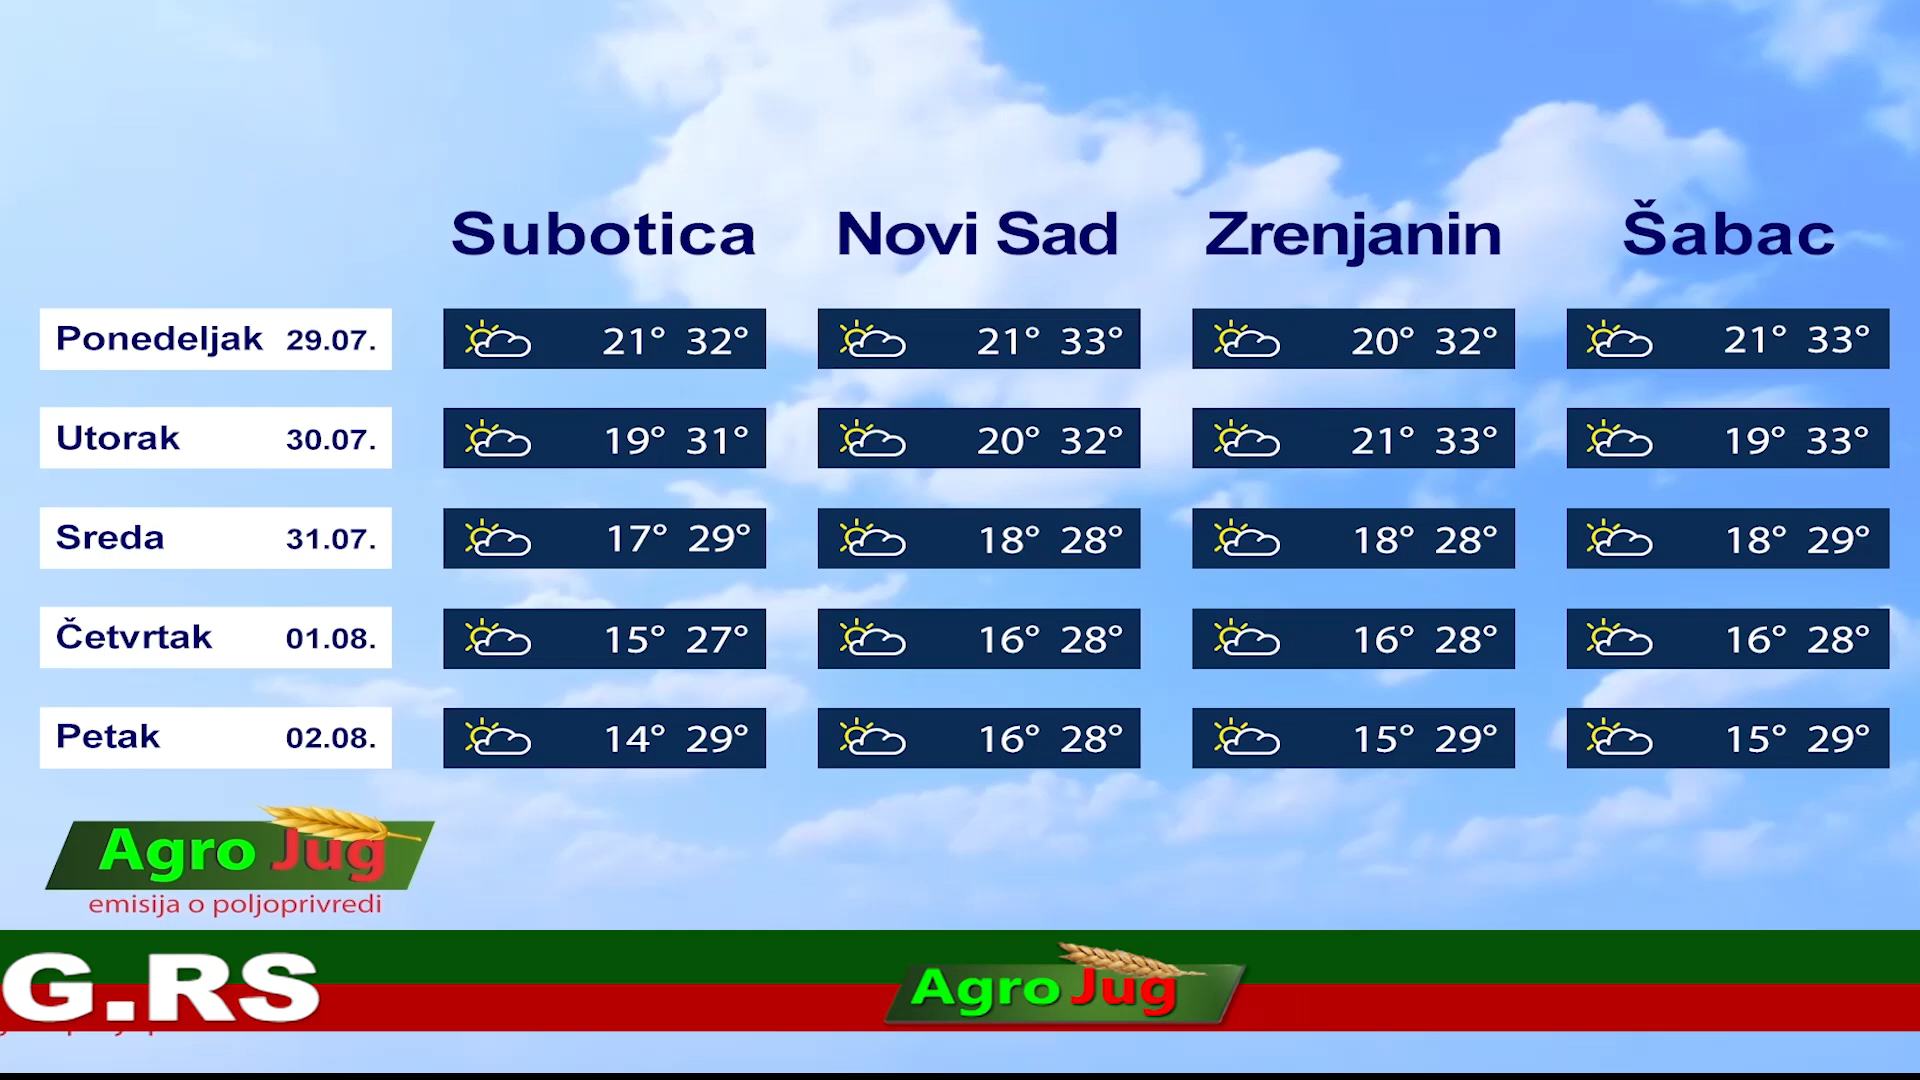 Subotica Novi Sad Zrenjanin Šabac
Ponedeljak 29.07. 21° 32° 21° 33° 20° 32° 21° 33°
Utorak 30.07. 19° 31° 20° 32° 21° 33° 19° 33°
Sreda 31.07. 17° 29° 18° 28° 18° 28° 18° 29°
Četvrtak 01.08. 15° 27° 16° 28° 16° 28° 16° 28°
Petak 02.08. 14° 29° 16° 28° 15° 29° 15° 29°
Agro Jug
emisija o poljoprivredi
G.RS
Agro Jug